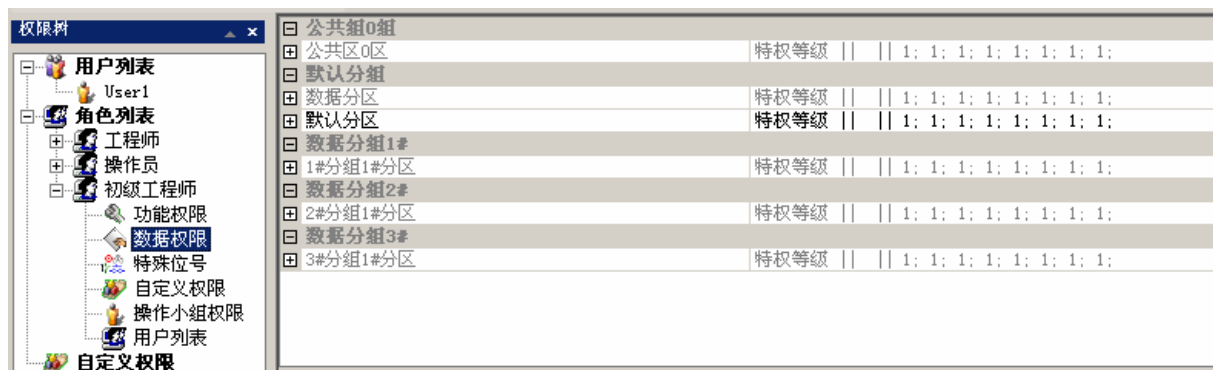 权限树
用户列表
User1
角色列表
工程师
操作员
初级工程师
功能权限
数据权限
特殊位号
自定义权限
操作小组权限
用户列表
自定义权限
公共组0组
公共区0区 特权等级 || || 1; 1; 1; 1; 1; 1; 1; 1;
默认分组
数据分区 特权等级 || || 1; 1; 1; 1; 1; 1; 1; 1;
默认分区 特权等级 || || 1; 1; 1; 1; 1; 1; 1; 1;
数据分组1#
1#分组1#分区 特权等级 || || 1; 1; 1; 1; 1; 1; 1; 1;
数据分组2#
2#分组1#分区 特权等级 || || 1; 1; 1; 1; 1; 1; 1; 1;
数据分组3#
3#分组1#分区 特权等级 || || 1; 1; 1; 1; 1; 1; 1; 1;